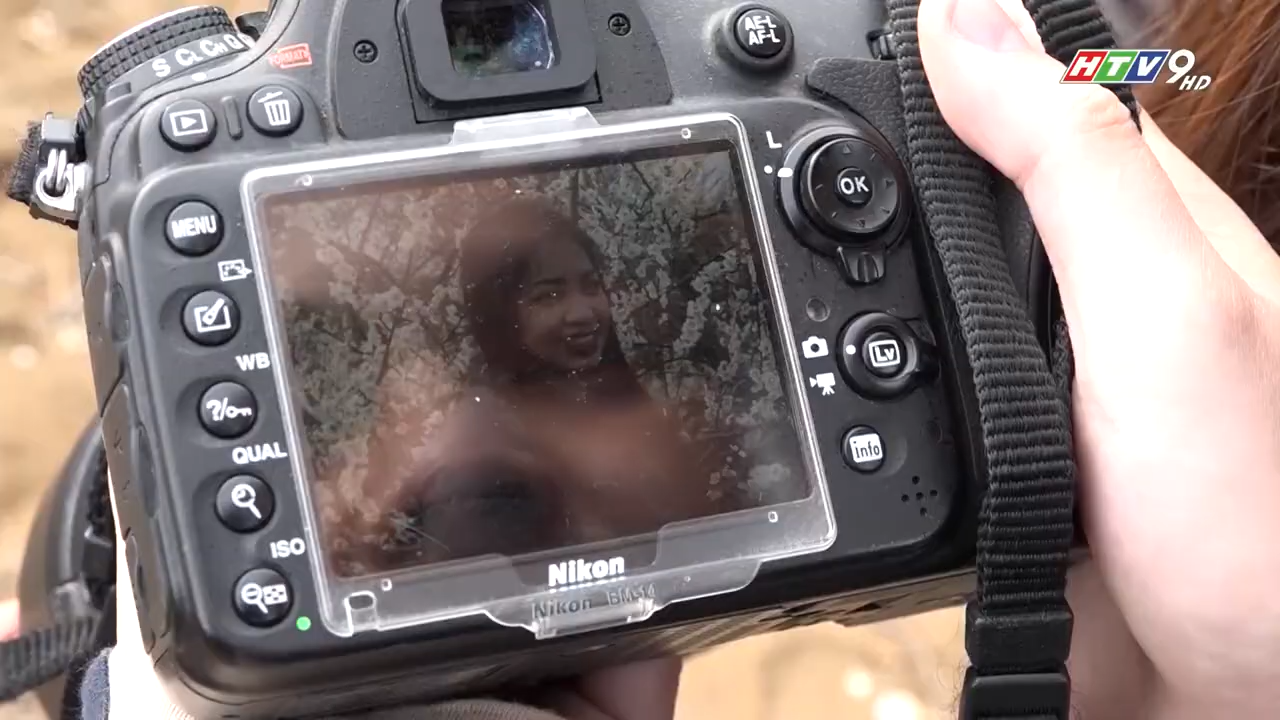 S CL CH Q
AE-L
AF-L
HTV9
HD
L
OK
MENU
WB
?/
QUAL
ISO
Lv
info
Nikon
Nikon BM-14